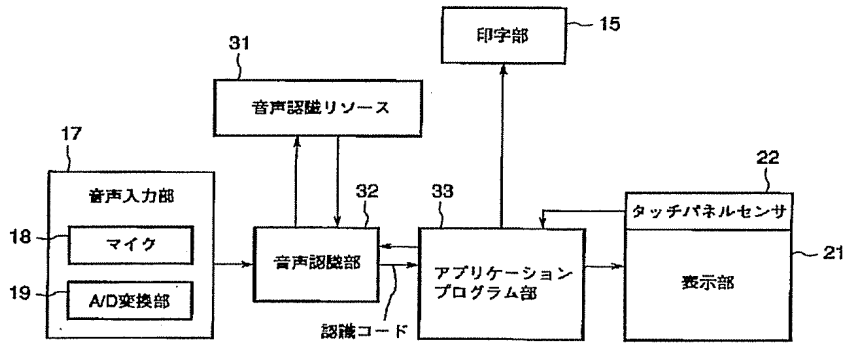 印字部
15
31
音声認識リソース
17
音声入力部
18
マイク
19
A/D変換部
32
音声認識部
認識コード
33
アプリケーション
プログラム部
22
タッチパネルセンサ
表示部
21